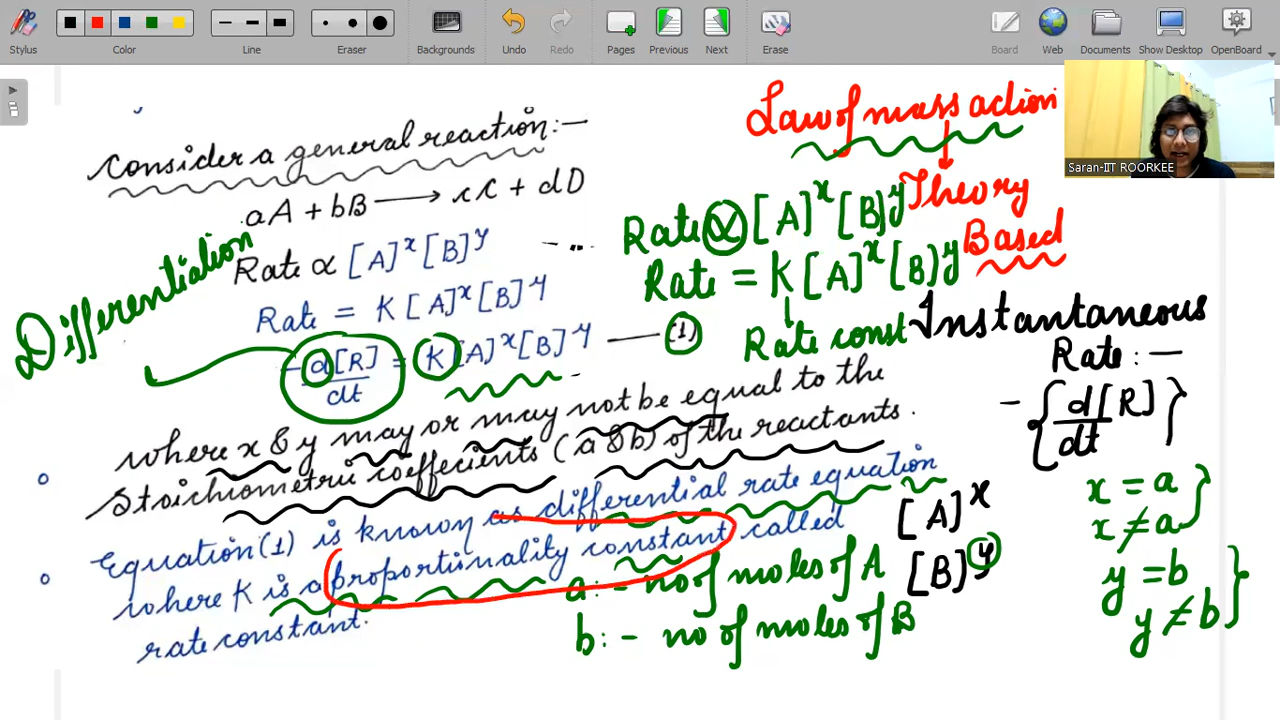 Stylus
Color
Line
Eraser
Backgrounds
Undo
Redo
Pages
Previous
Next
Erase
Board
Web
Documents
Show Desktop
OpenBoard
Saran-IIT ROORKEE
Consider a general reaction:-
aA + bB → cC + dD
Rate ∝ [A]^x [B]^y
Rate = K [A]^x [B]^y
- d[R]/dt = K [A]^x [B]^y — (1)
where x & y may or may not be equal to the
Stoichiometric coeffecients (a & b) of the reactants.
Equation (1) is known as differential rate equation
where K is a proportionality constant called
rate constant.
Differentiation
Law of mass action
Theory
Based
Rate ∝ [A]^x [B]^y
Rate = K [A]^x [B]^y
Rate const
Instantaneous
Rate:-
- {d[R]/dt}
x = a
x ≠ a
y = b
y ≠ b
[A]^x
[B]^y
a:- no of moles of A
b:- no of moles of B